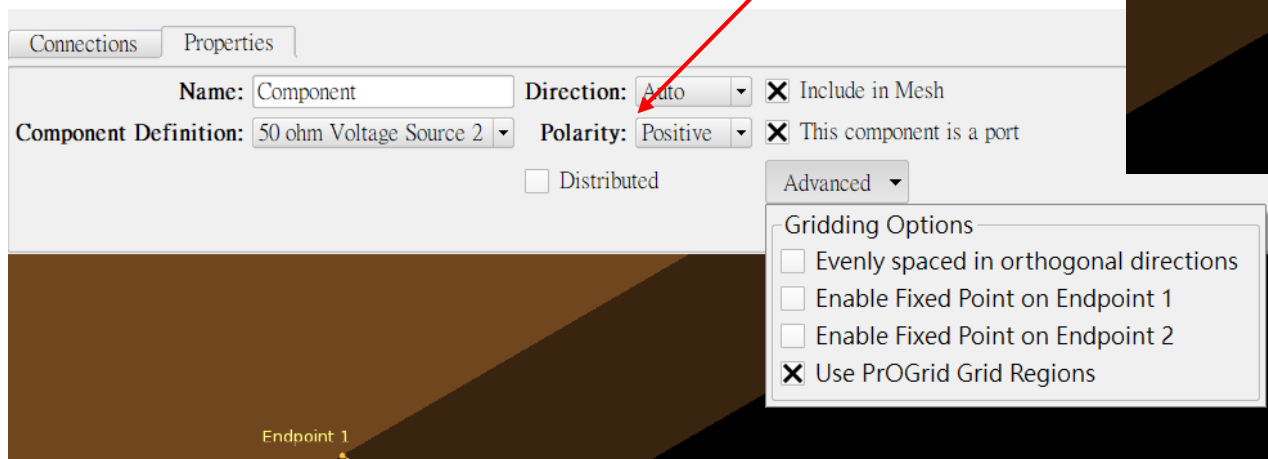 Connections Properties
Name: Component Direction: Auto Include in Mesh
Component Definition: 50 ohm Voltage Source 2 Polarity: Positive This component is a port
Distributed Advanced
Gridding Options
Evenly spaced in orthogonal directions
Enable Fixed Point on Endpoint 1
Enable Fixed Point on Endpoint 2
Use PrOGrid Grid Regions
Endpoint 1